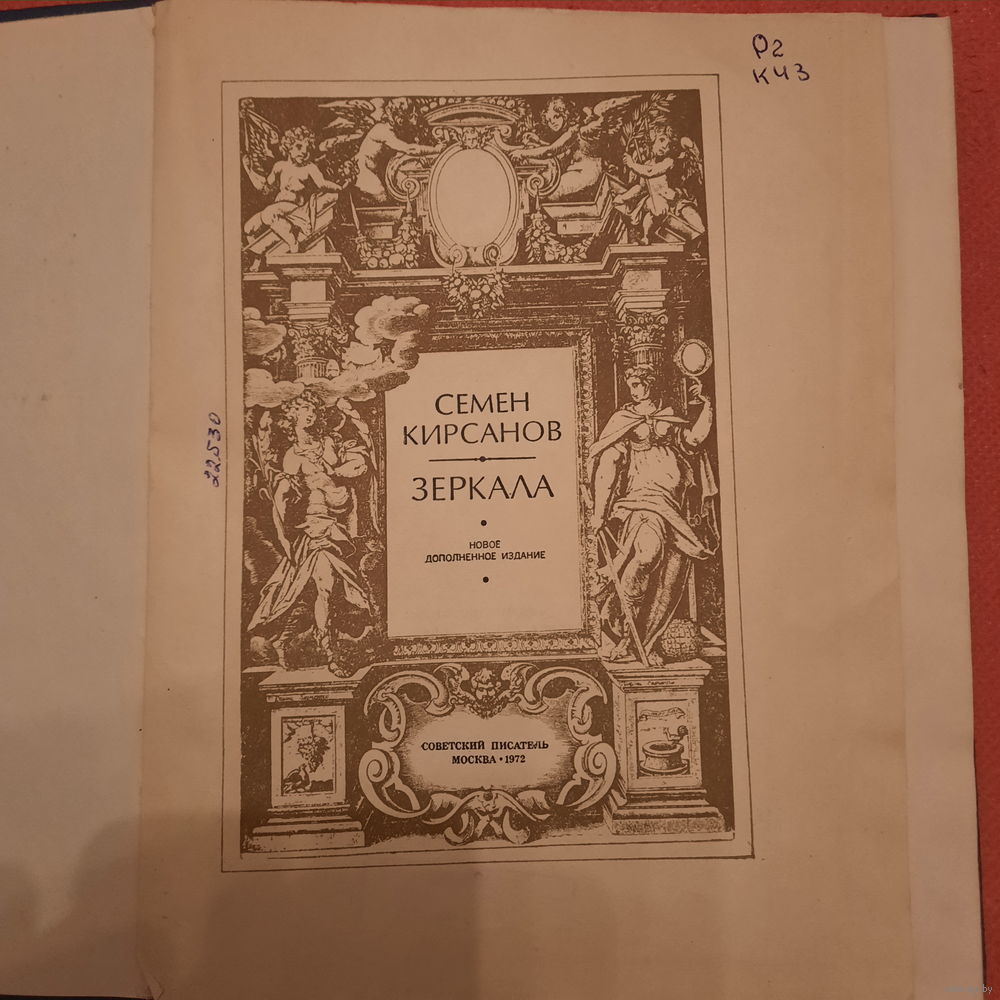 Р2
К43
22530
СЕМЕН
КИРСАНОВ
ЗЕРКАЛА
НОВОЕ
ДОПОЛНЕННОЕ ИЗДАНИЕ
СОВЕТСКИЙ ПИСАТЕЛЬ
МОСКВА • 1972